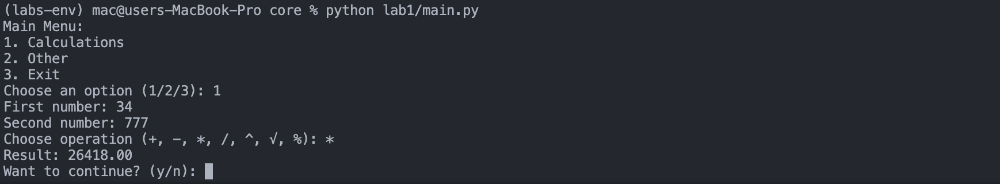 (labs-env) mac@users-MacBook-Pro core % python lab1/main.py
Main Menu:
1. Calculations
2. Other
3. Exit
Choose an option (1/2/3): 1
First number: 34
Second number: 777
Choose operation (+, -, *, /, ^, √, %): *
Result: 26418.00
Want to continue? (y/n):